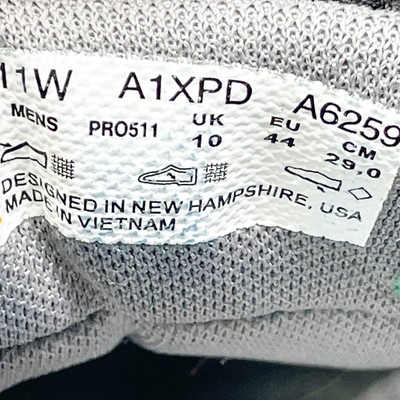 11W A1XPD A6259
MENS PRO511 UK EU CM
10 44 29,0
DESIGNED IN NEW HAMPSHIRE, USA
MADE IN VIETNAM